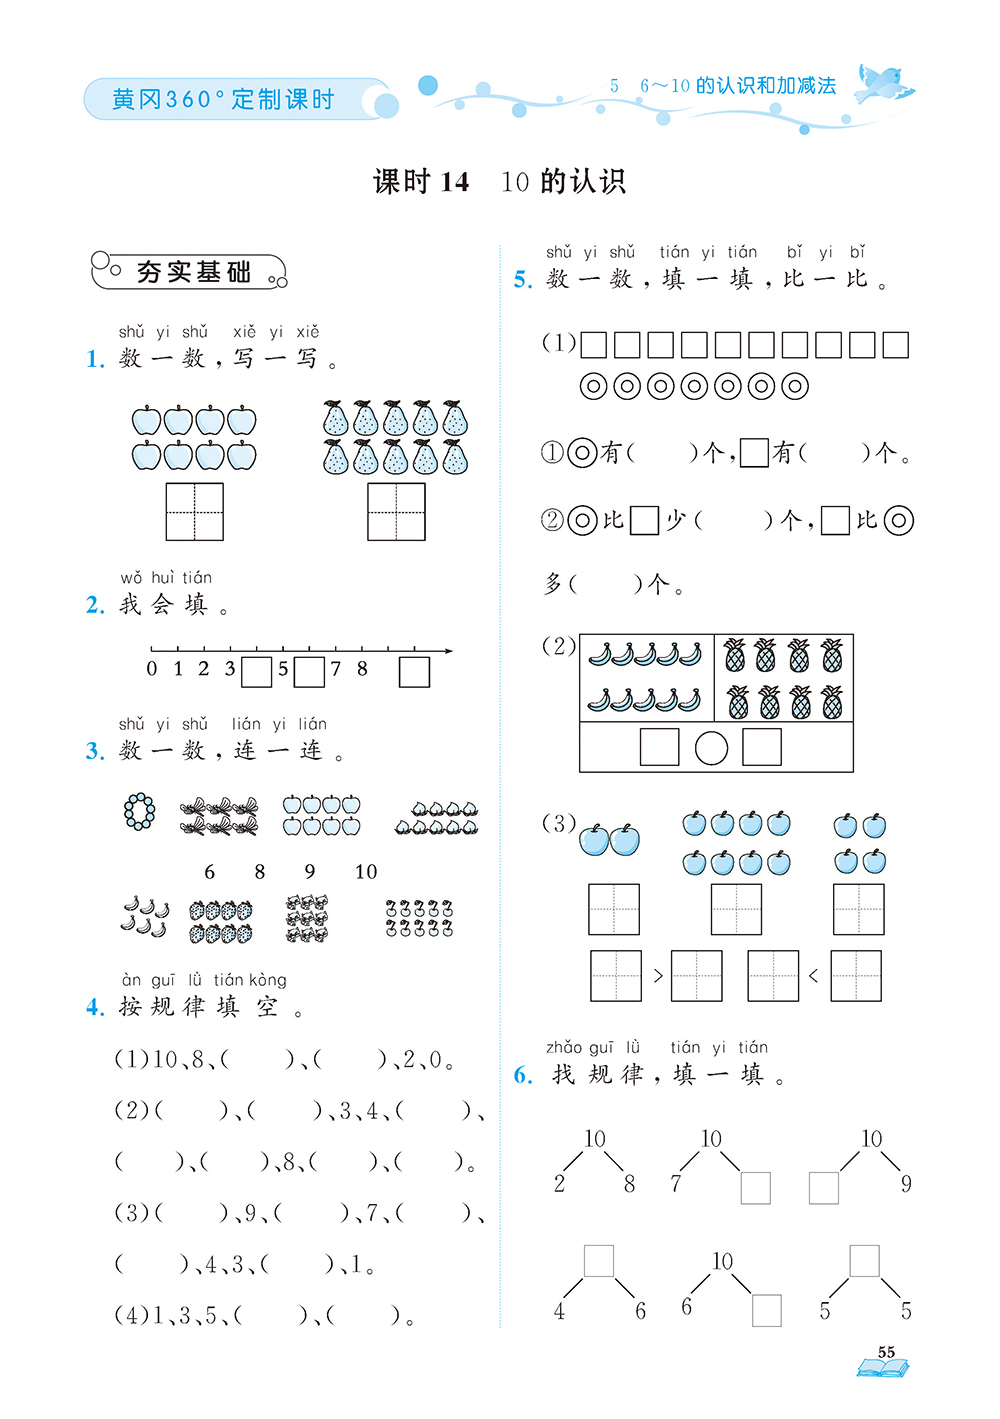 黄冈360°定制课时
5 6～10的认识和加减法
课时14 10的认识
夯实基础
shǔ yi shǔ xiě yi xiě
1. 数一数,写一写。
wǒ huì tián
2. 我会填。
0 1 2 3 □ 5 □ 7 8 □
shǔ yi shǔ lián yi lián
3. 数一数,连一连。
6 8 9 10
àn guī lǜ tián kòng
4. 按规律填空。
(1)10、8、( )、( )、2、0。
(2)( )、( )、3、4、( )、
( )、( )、8、( )、( )。
(3)( )、9、( )、7、( )、
( )、4、3、( )、1。
(4)1、3、5、( )、( )。
shǔ yi shǔ tián yi tián bǐ yi bǐ
5. 数一数,填一填,比一比。
(1)□□□□□□□□□□
◎◎◎◎◎◎◎
①◎有( )个,□有( )个。
②◎比□少( )个,□比◎
多( )个。
(2)
□○□
(3)
□>□ □<□
zhǎo guī lǜ tián yi tián
6. 找规律,填一填。
10 10 10
2 8 7 □ □ 9
□ 10 □
4 6 6 □ 5 5
55